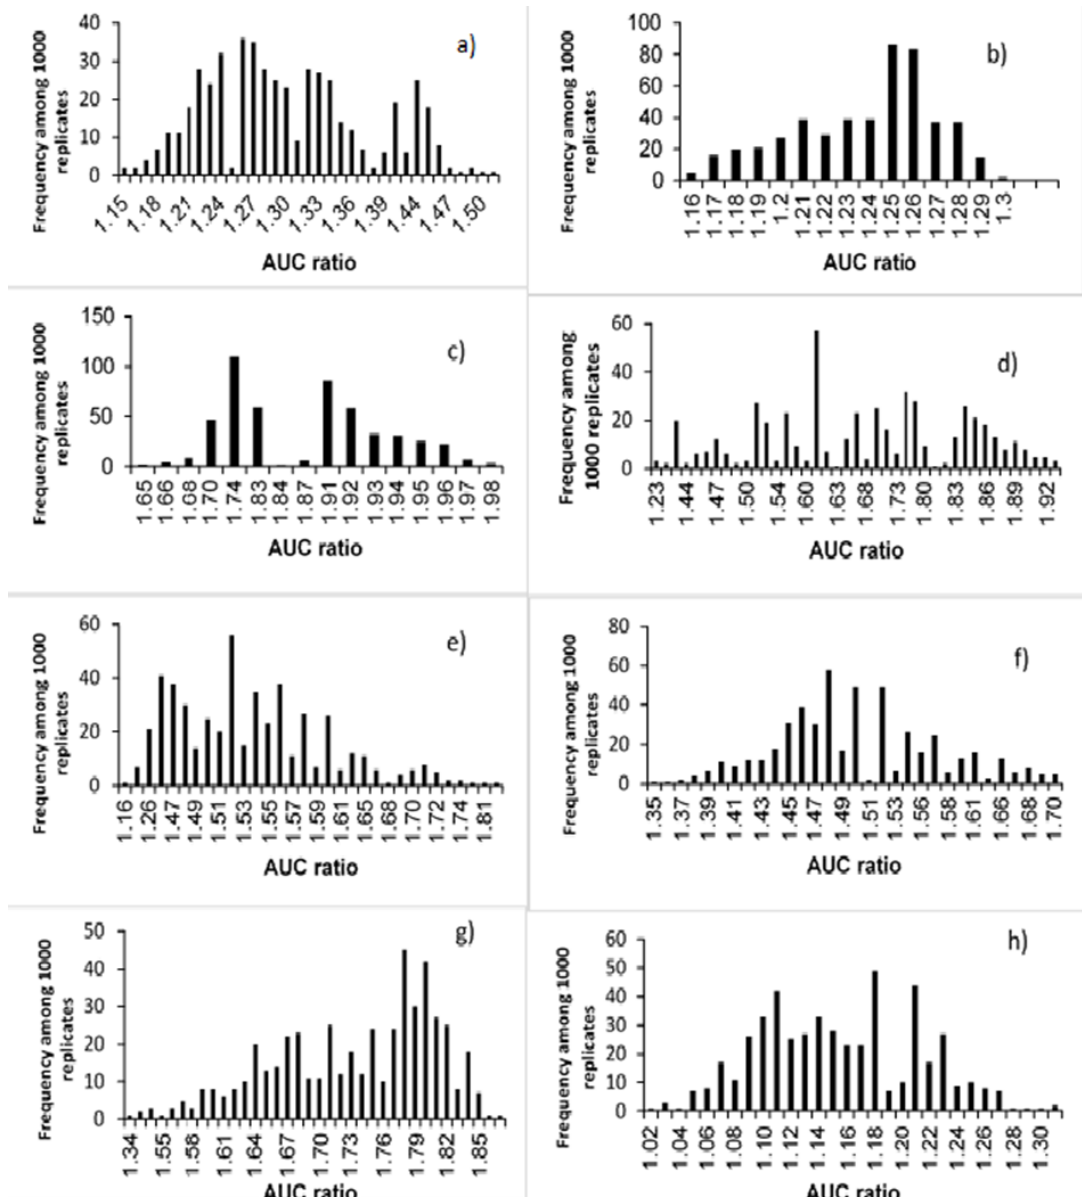 a)
Frequency among 1000
replicates
40
30
20
10
0
1.15 1.18 1.21 1.24 1.27 1.30 1.33 1.36 1.39 1.44 1.47 1.50
AUC ratio
b)
Frequency among 1000
replicates
100
80
60
40
20
0
1.16 1.17 1.18 1.19 1.2 1.21 1.22 1.23 1.24 1.25 1.26 1.27 1.28 1.29 1.3
AUC ratio
c)
Frequency among 1000
replicates
150
100
50
0
1.65 1.66 1.68 1.70 1.74 1.83 1.84 1.87 1.91 1.92 1.93 1.94 1.95 1.96 1.97 1.98
AUC ratio
d)
Frequency among
1000 replicates
60
40
20
0
1.23 1.44 1.47 1.50 1.54 1.60 1.63 1.68 1.73 1.80 1.83 1.86 1.89 1.92
AUC ratio
e)
Frequency among 1000
replicates
60
40
20
0
1.16 1.26 1.47 1.49 1.51 1.53 1.55 1.57 1.59 1.61 1.65 1.68 1.70 1.72 1.74 1.81
AUC ratio
f)
Frequency among 1000
replicates
80
60
40
20
0
1.35 1.37 1.39 1.41 1.43 1.45 1.47 1.49 1.51 1.53 1.56 1.58 1.61 1.66 1.68 1.70
AUC ratio
g)
Frequency among 1000
replicates
50
40
30
20
10
0
1.34 1.55 1.58 1.61 1.64 1.67 1.70 1.73 1.76 1.79 1.82 1.85
AUC ratio
h)
Frequency among 1000
replicates
60
50
40
30
20
10
0
1.02 1.04 1.06 1.08 1.10 1.12 1.14 1.16 1.18 1.20 1.22 1.24 1.26 1.28 1.30
AUC ratio